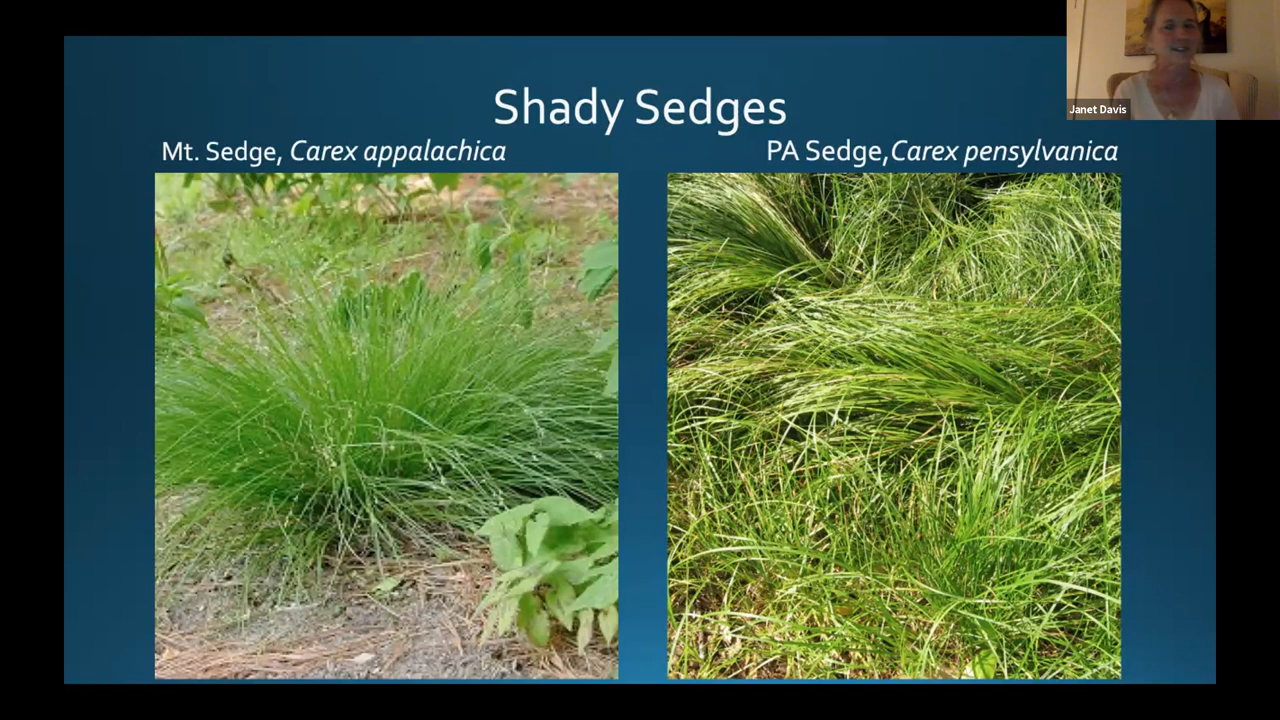 Shady Sedges
Mt. Sedge, Carex appalachica
PA Sedge,Carex pensylvanica
Janet Davis